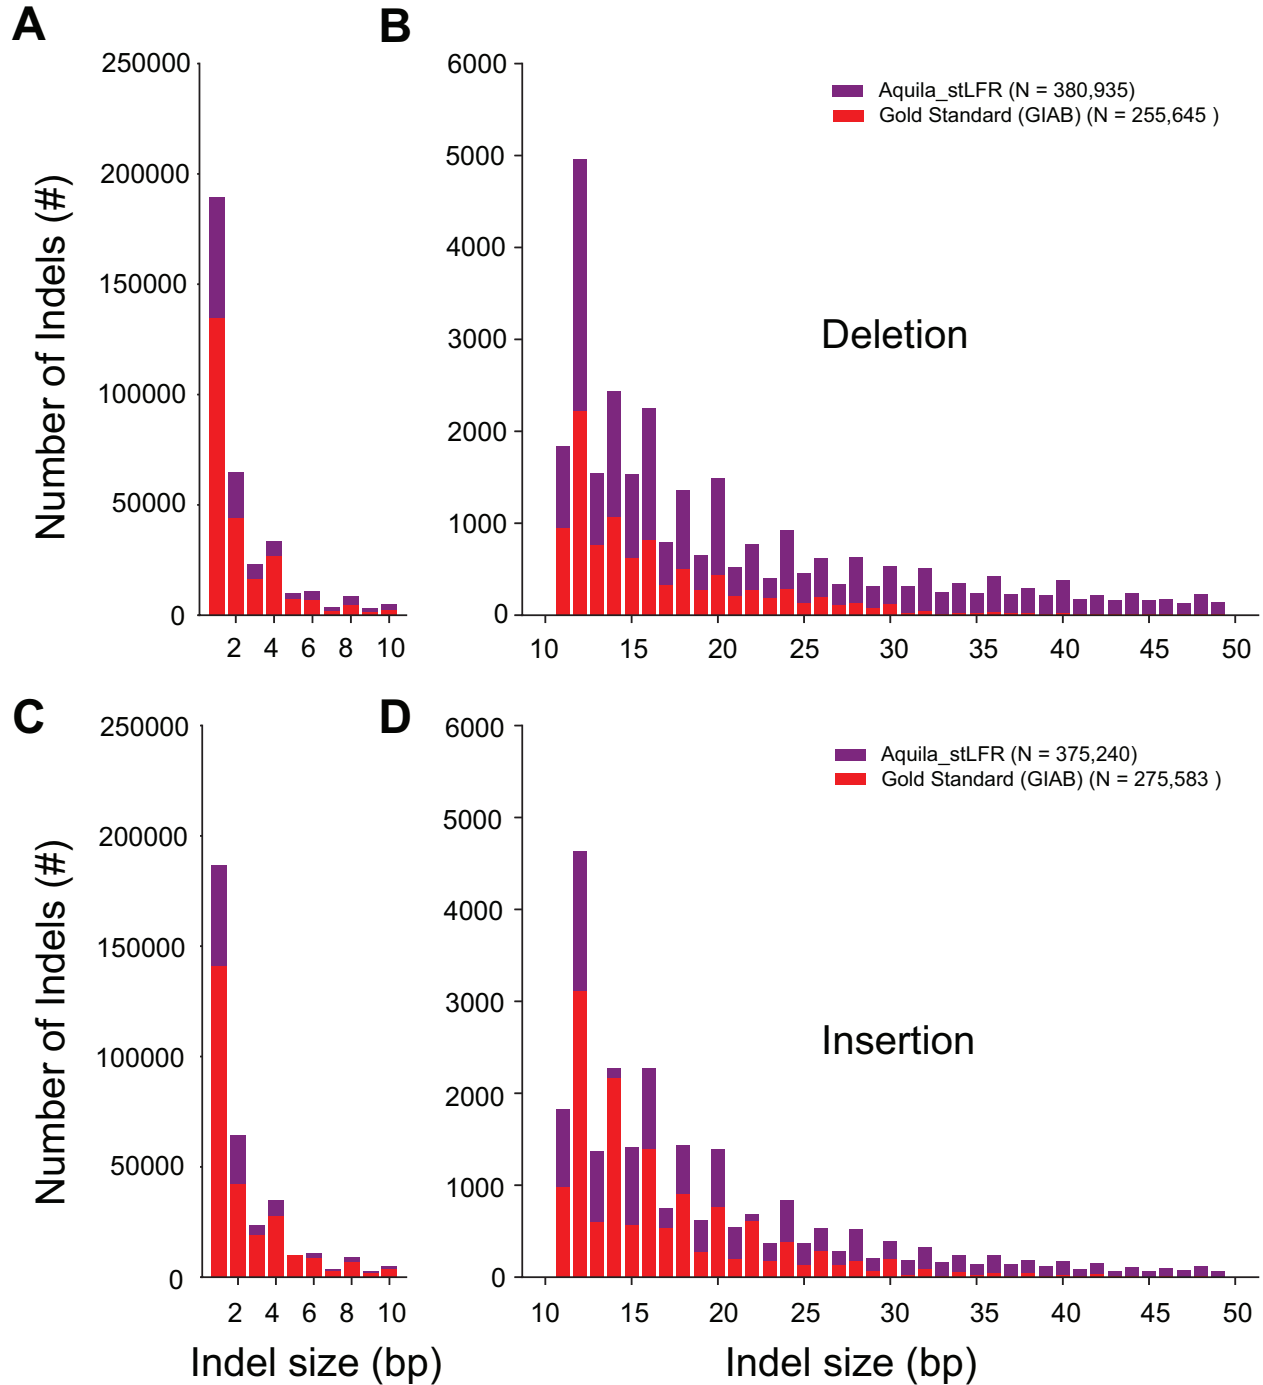 A
B
250000
200000
150000
100000
50000
0
Number of Indels (#)
2 4 6 8 10
6000
5000
4000
3000
2000
1000
0
Aquila_stLFR (N = 380,935)
Gold Standard (GIAB) (N = 255,645 )
Deletion
10 15 20 25 30 35 40 45 50
C
D
250000
200000
150000
100000
50000
0
Number of Indels (#)
2 4 6 8 10
Indel size (bp)
6000
5000
4000
3000
2000
1000
0
Aquila_stLFR (N = 375,240)
Gold Standard (GIAB) (N = 275,583 )
Insertion
10 15 20 25 30 35 40 45 50
Indel size (bp)